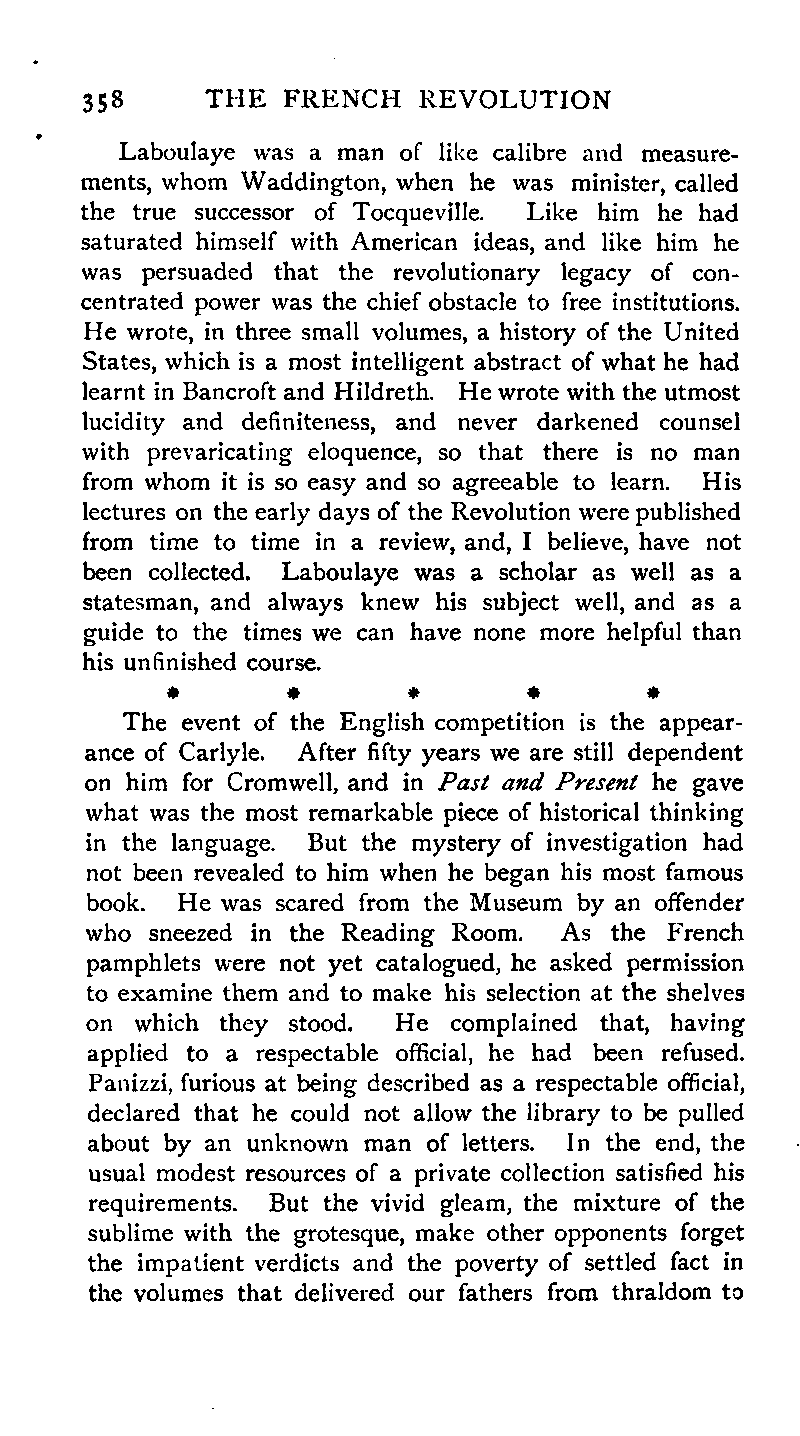 358 THE FRENCH REVOLUTION
Laboulaye was a man of like calibre and measure-
ments, whom Waddington, when he was minister, called
the true successor of Tocqueville. Like him he had
saturated himself with American ideas, and like him he
was persuaded that the revolutionary legacy of con-
centrated power was the chief obstacle to free institutions.
He wrote, in three small volumes, a history of the United
States, which is a most intelligent abstract of what he had
learnt in Bancroft and Hildreth. He wrote with the utmost
lucidity and definiteness, and never darkened counsel
with prevaricating eloquence, so that there is no man
from whom it is so easy and so agreeable to learn. His
lectures on the early days of the Revolution were published
from time to time in a review, and, I believe, have not
been collected. Laboulaye was a scholar as well as a
statesman, and always knew his subject well, and as a
guide to the times we can have none more helpful than
his unfinished course.
* * * * *
The event of the English competition is the appear-
ance of Carlyle. After fifty years we are still dependent
on him for Cromwell, and in Past and Present he gave
what was the most remarkable piece of historical thinking
in the language. But the mystery of investigation had
not been revealed to him when he began his most famous
book. He was scared from the Museum by an offender
who sneezed in the Reading Room. As the French
pamphlets were not yet catalogued, he asked permission
to examine them and to make his selection at the shelves
on which they stood. He complained that, having
applied to a respectable official, he had been refused.
Panizzi, furious at being described as a respectable official,
declared that he could not allow the library to be pulled
about by an unknown man of letters. In the end, the
usual modest resources of a private collection satisfied his
requirements. But the vivid gleam, the mixture of the
sublime with the grotesque, make other opponents forget
the impatient verdicts and the poverty of settled fact in
the volumes that delivered our fathers from thraldom to